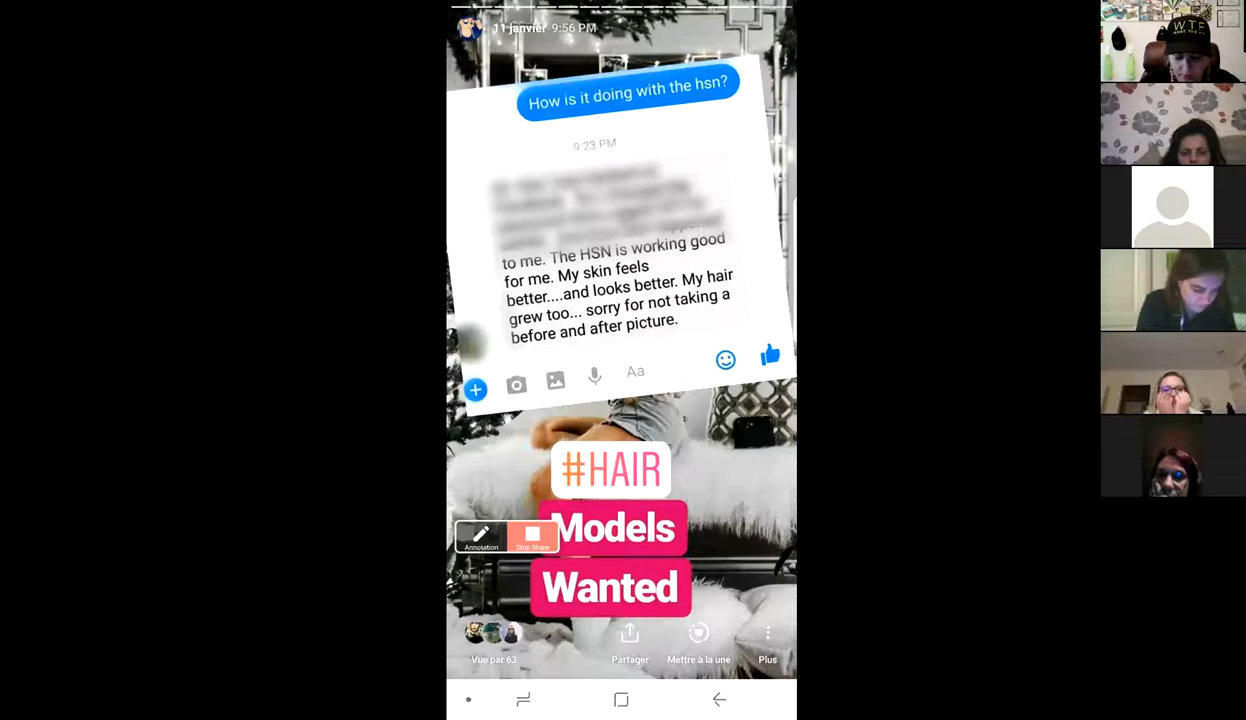 11 janvier 9:56 PM
How is it doing with the hsn?
9:23 PM
to me. The HSN is working good
for me. My skin feels
better....and looks better. My hair
grew too... sorry for not taking a
before and after picture.
Aa
#HAIR
Models
Wanted
Annotation
Stop Share
Vue par 63
Partager
Mettre à la une
Plus
WTF